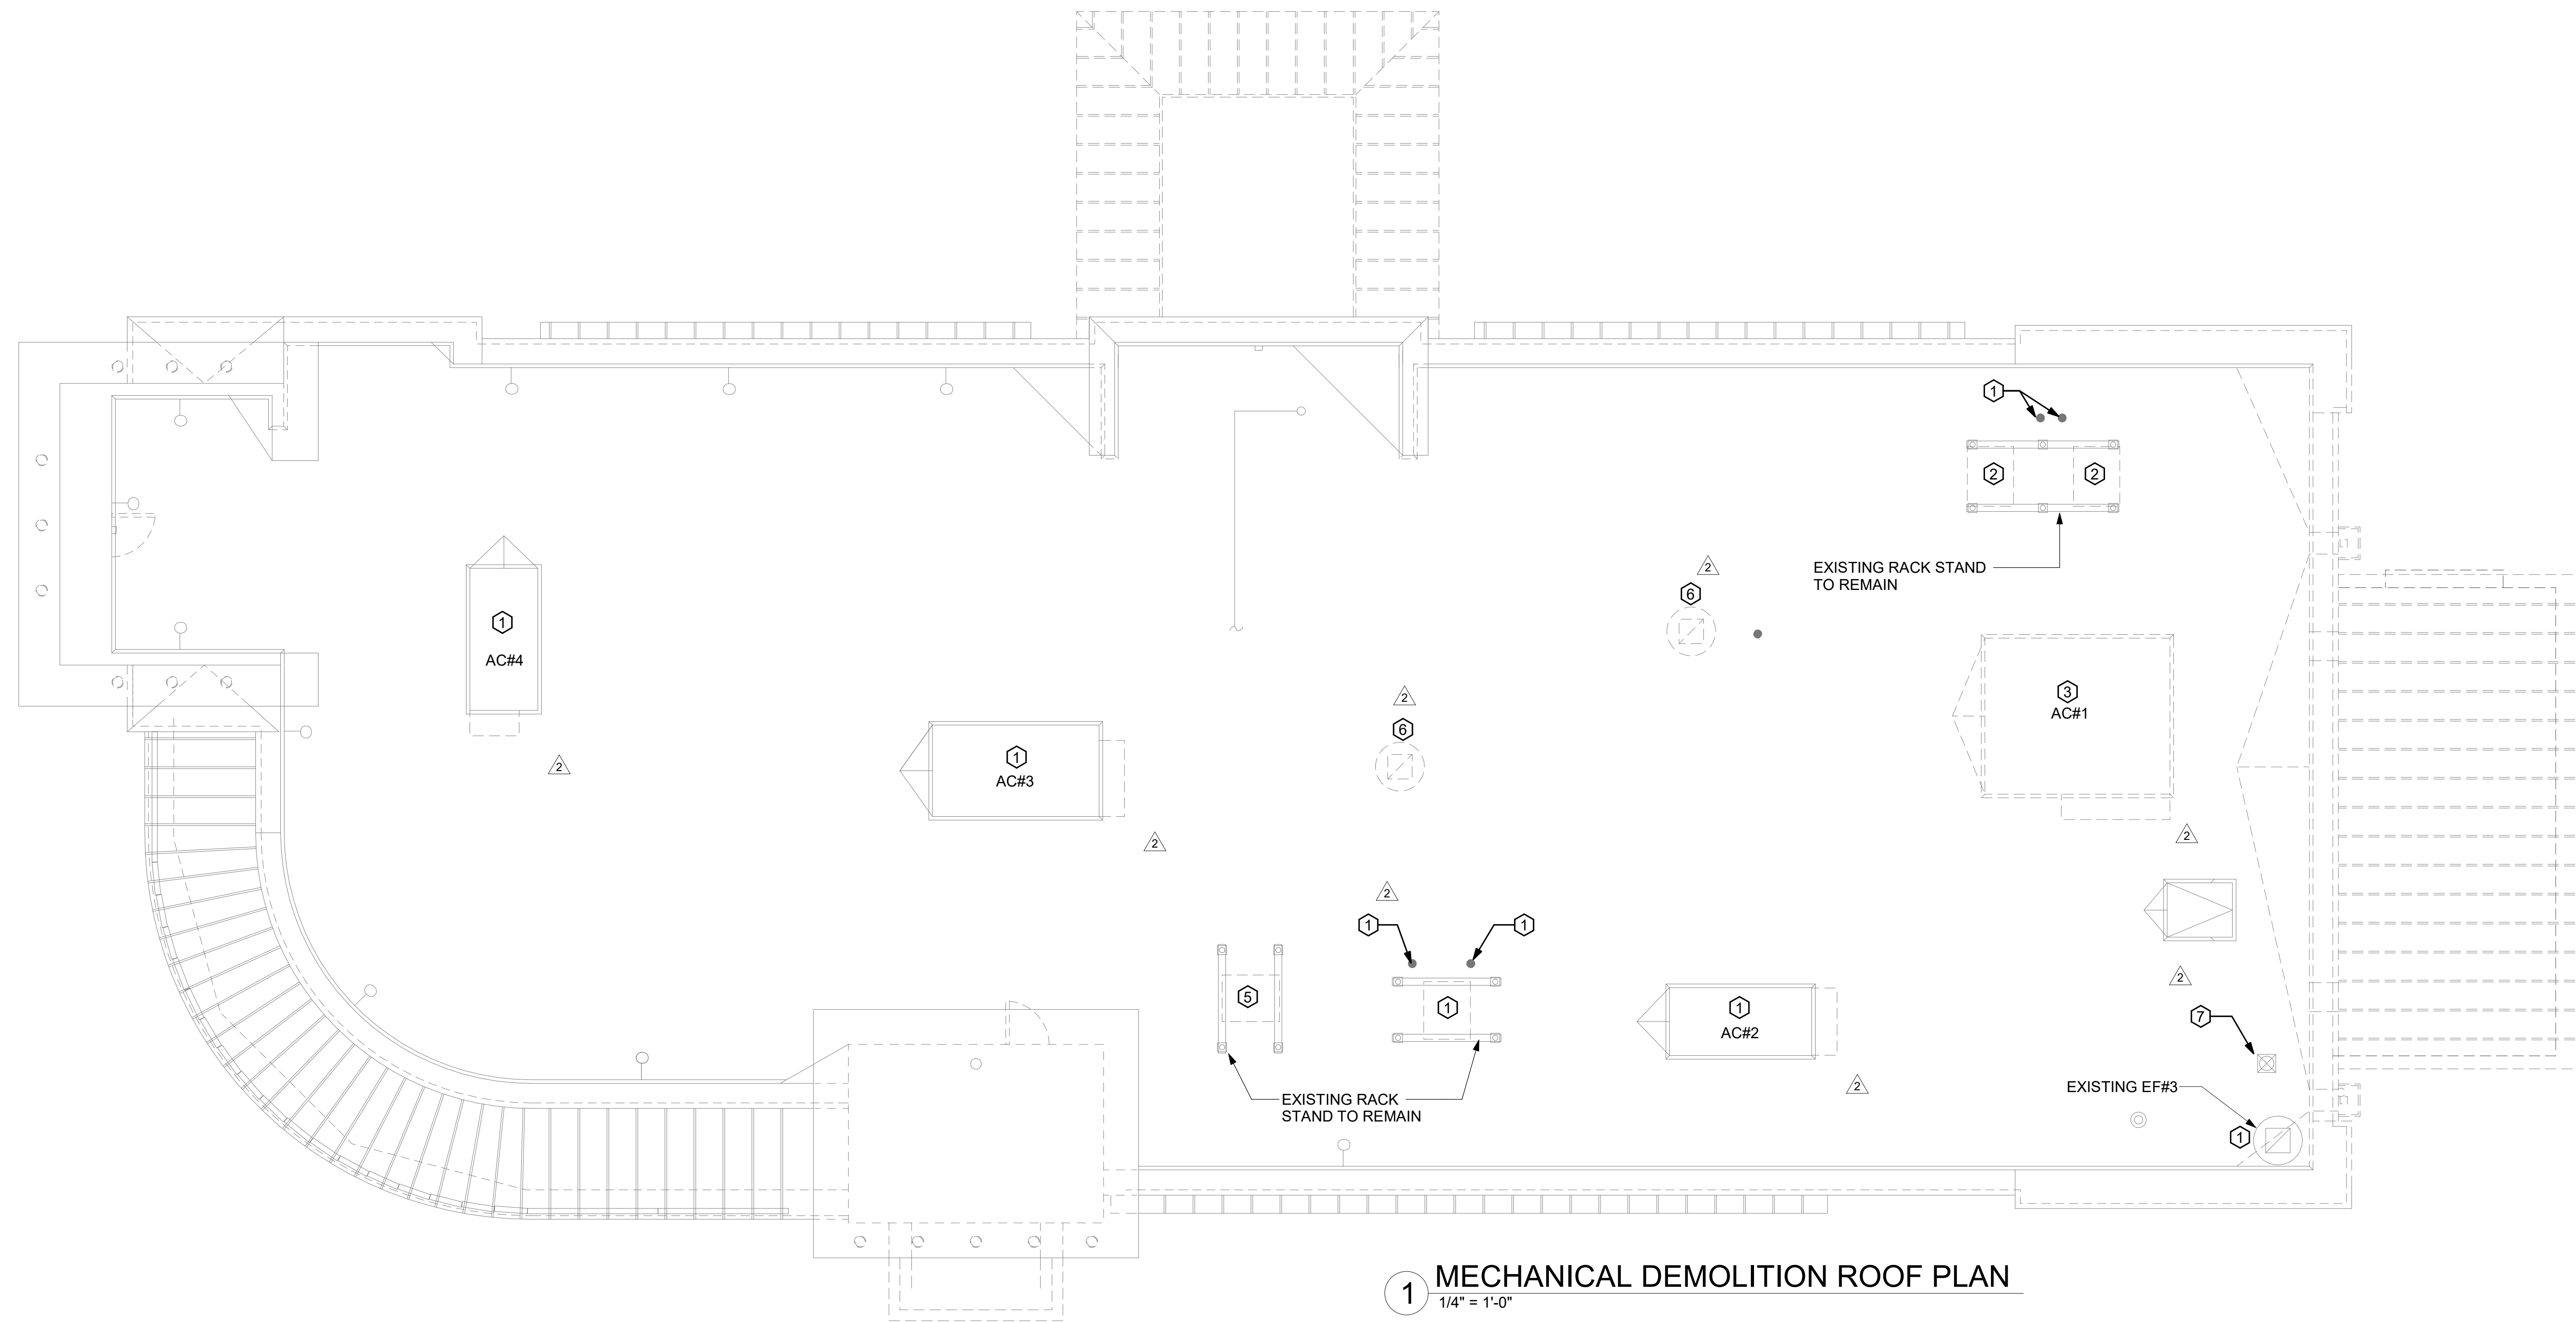 1
2
2
EXISTING RACK STAND
TO REMAIN
2
6
1
AC#4
2
6
3
AC#1
2
1
AC#3
2
2
2
1
1
2
5
1
1
AC#2
7
2
EXISTING EF#3
EXISTING RACK
STAND TO REMAIN
1
1
MECHANICAL DEMOLITION ROOF PLAN
1/4" = 1'-0"